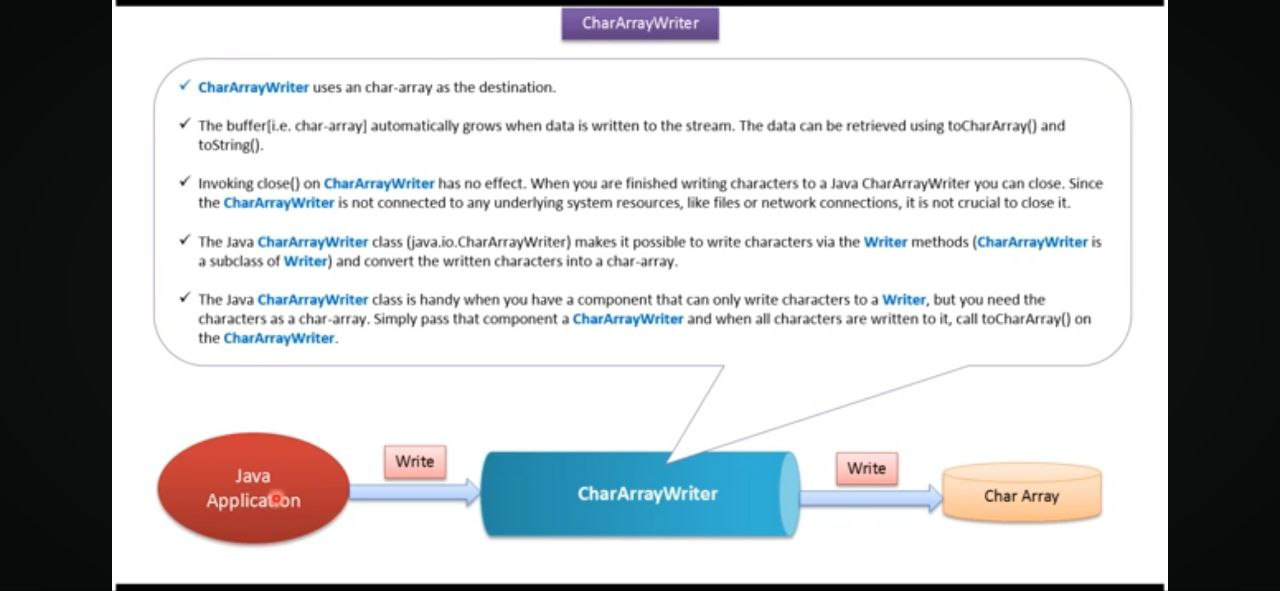 CharArrayWriter
CharArrayWriter uses an char-array as the destination.
The buffer[i.e. char-array] automatically grows when data is written to the stream. The data can be retrieved using toCharArray() and
toString().
Invoking close() on CharArrayWriter has no effect. When you are finished writing characters to a Java CharArrayWriter you can close. Since
the CharArrayWriter is not connected to any underlying system resources, like files or network connections, it is not crucial to close it.
The Java CharArrayWriter class (java.io.CharArrayWriter) makes it possible to write characters via the Writer methods (CharArrayWriter is
a subclass of Writer) and convert the written characters into a char-array.
The Java CharArrayWriter class is handy when you have a component that can only write characters to a Writer, but you need the
characters as a char-array. Simply pass that component a CharArrayWriter and when all characters are written to it, call toCharArray() on
the CharArrayWriter.
Java
Application
Write
CharArrayWriter
Write
Char Array